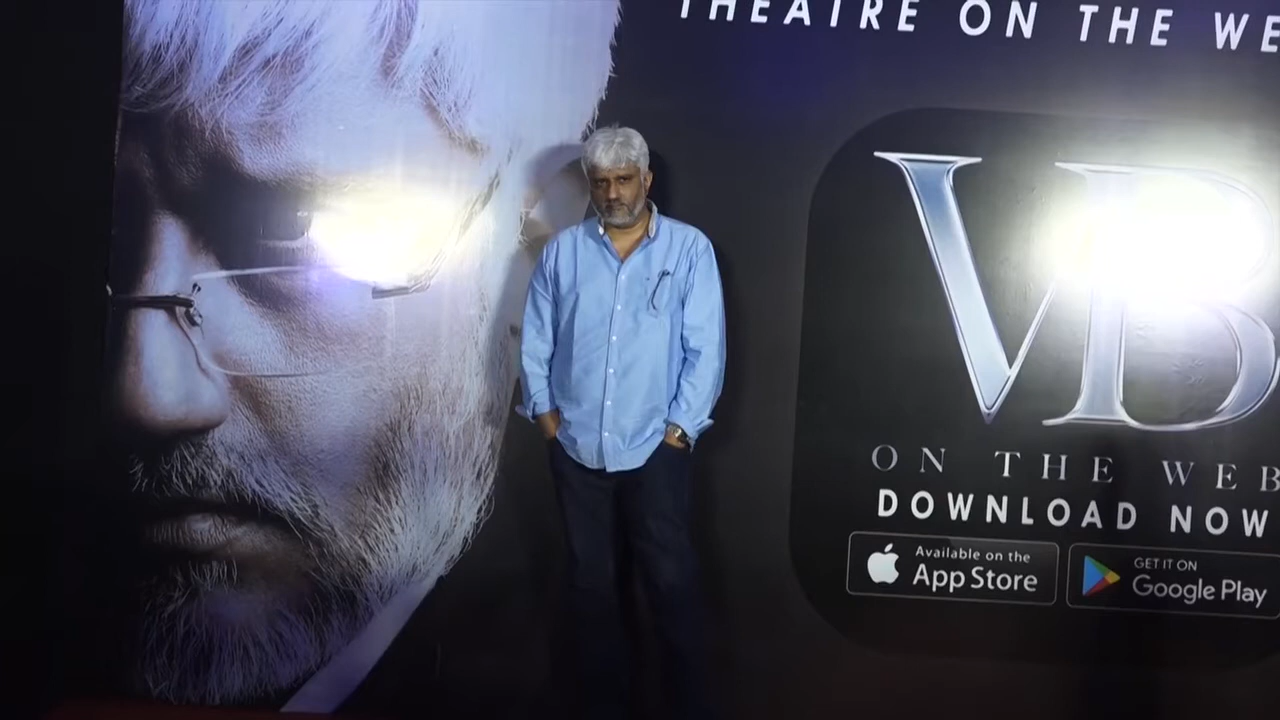 THEATRE ON THE WE
VB
ON THE WEB
DOWNLOAD NOW
Available on the
App Store
GET IT ON
Google Play